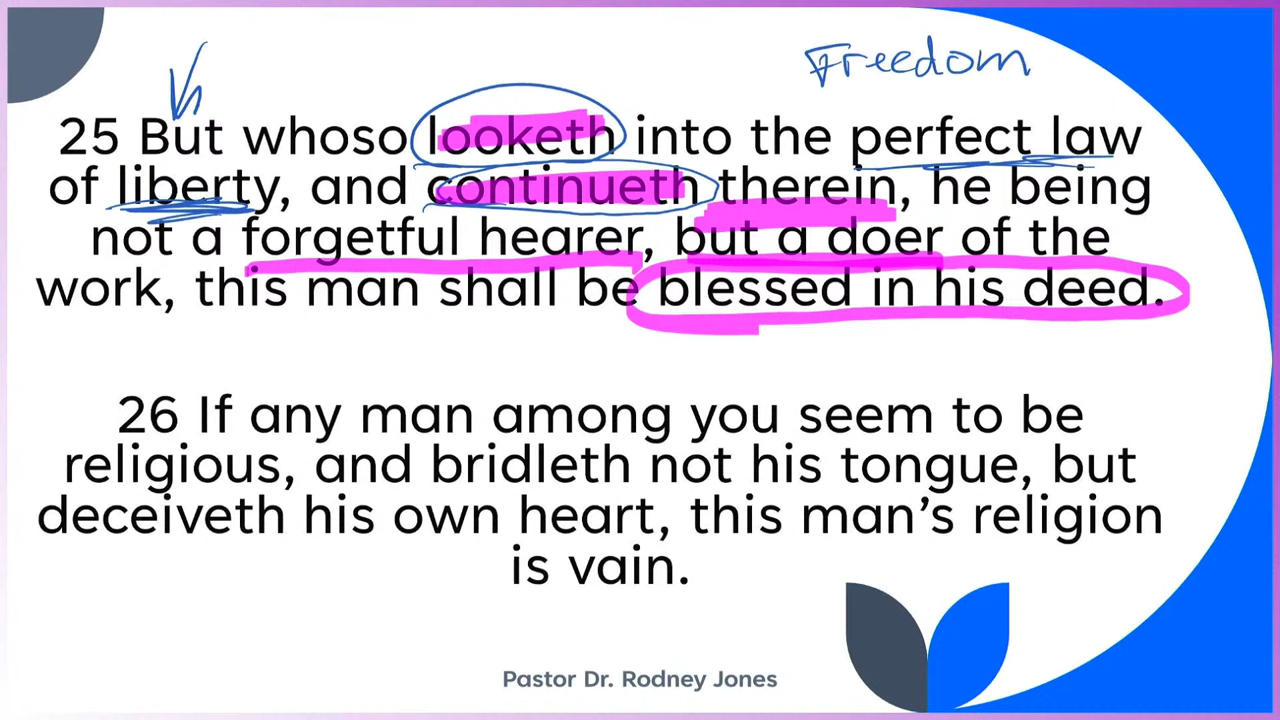 Freedom
25 But whoso looketh into the perfect law
of liberty, and continueth therein, he being
not a forgetful hearer, but a doer of the
work, this man shall be blessed in his deed.
26 If any man among you seem to be
religious, and bridleth not his tongue, but
deceiveth his own heart, this man’s religion
is vain.
Pastor Dr. Rodney Jones